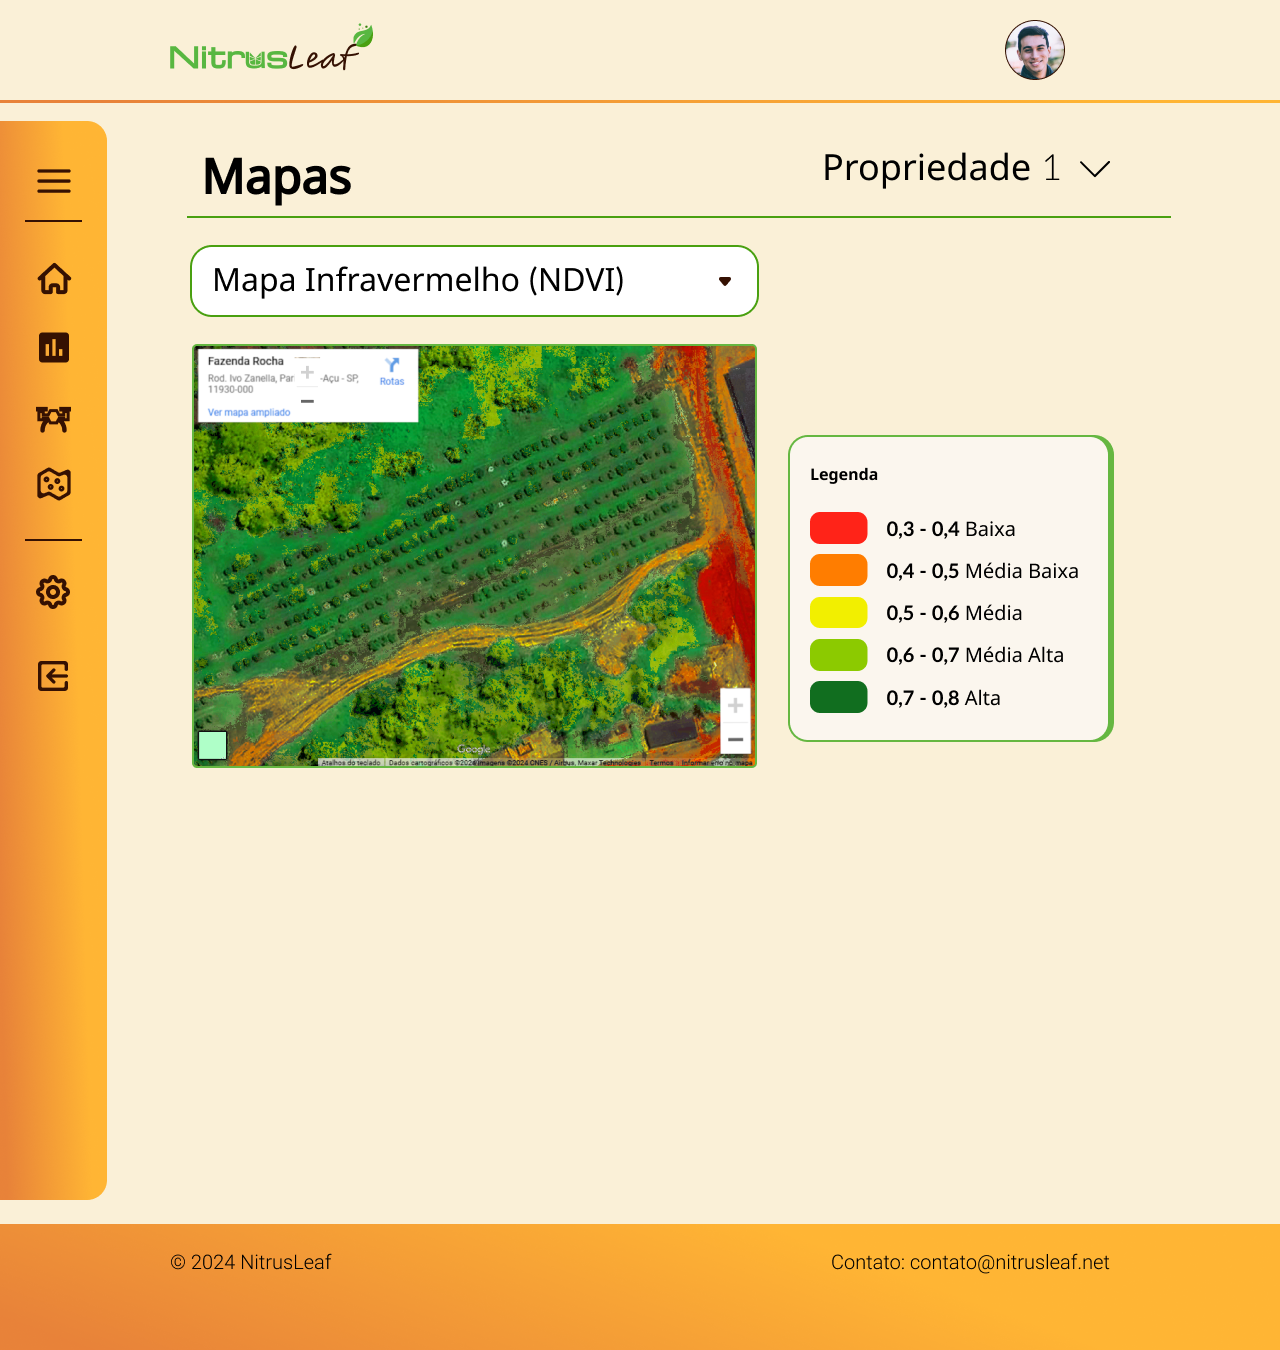 NitrusLeaf
Mapas
Propriedade 1
Mapa Infravermelho (NDVI)
Fazenda Rocha
Rod. Ivo Zanella, Par -Açu - SP,
11930-000
Rotas
Ver mapa ampliado
Legenda
0,3 - 0,4 Baixa
0,4 - 0,5 Média Baixa
0,5 - 0,6 Média
0,6 - 0,7 Média Alta
0,7 - 0,8 Alta
Google
Atalhos do teclado Dados cartográficos ©2024 Imagens ©2024 CNES / Airbus, Maxar Technologies Termos Informar erro no mapa
© 2024 NitrusLeaf
Contato: contato@nitrusleaf.net